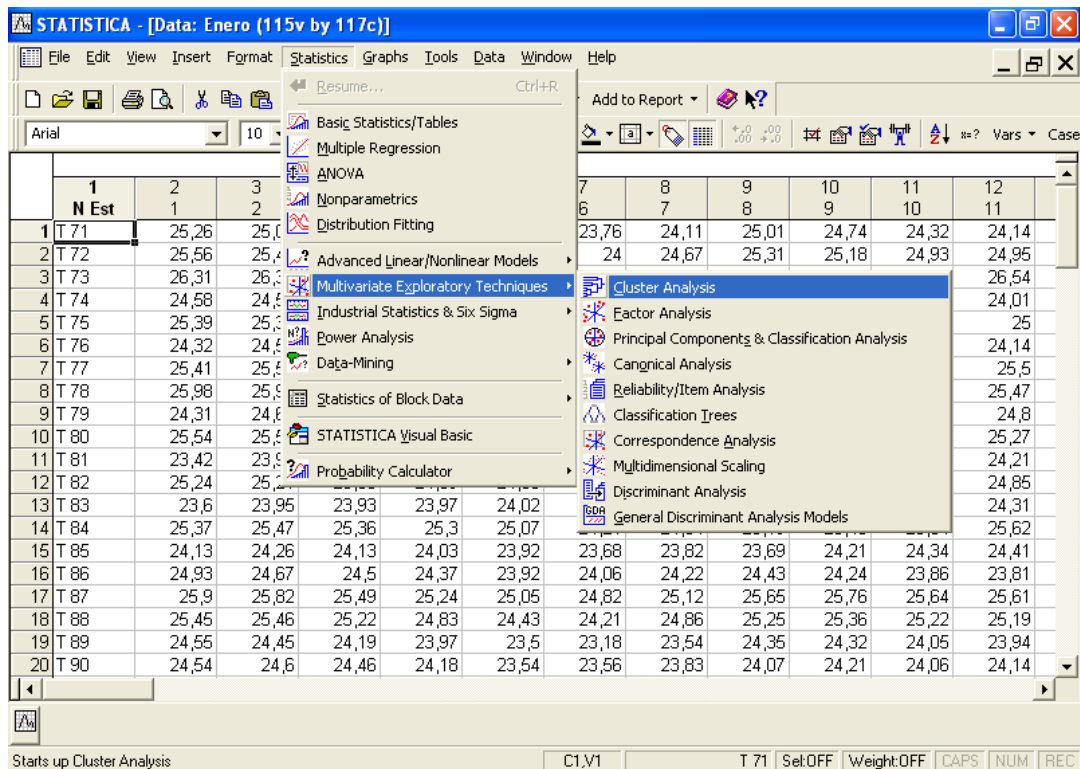 STATISTICA - [Data: Enero (115v by 117c)]
File Edit View Insert Format Statistics Graphs Tools Data Window Help
Add to Report
Arial 10 Vars Case
Resume... Ctrl+R
Basic Statistics/Tables
Multiple Regression
ANOVA
Nonparametrics
Distribution Fitting
Advanced Linear/Nonlinear Models
Multivariate Exploratory Techniques
Industrial Statistics & Six Sigma
Power Analysis
Data-Mining
Statistics of Block Data
STATISTICA Visual Basic
Probability Calculator
Cluster Analysis
Factor Analysis
Principal Components & Classification Analysis
Canonical Analysis
Reliability/Item Analysis
Classification Trees
Correspondence Analysis
Multidimensional Scaling
Discriminant Analysis
General Discriminant Analysis Models
1 2 3 7 8 9 10 11 12
N Est 1 2 6 7 8 9 10 11
1 T 71 25,26 23,76 24,11 25,01 24,74 24,32 24,14
2 T 72 25,56 24 24,67 25,31 25,18 24,93 24,95
3 T 73 26,31 26,54
4 T 74 24,58 24,01
5 T 75 25,39 25
6 T 76 24,32 24,14
7 T 77 25,41 25,5
8 T 78 25,98 25,47
9 T 79 24,31 24,8
10 T 80 25,54 25,27
11 T 81 23,42 24,21
12 T 82 25,24 24,85
13 T 83 23,6 23,95 23,93 23,97 24,02 24,31
14 T 84 25,37 25,47 25,36 25,3 25,07 25,62
15 T 85 24,13 24,26 24,13 24,03 23,92 23,68 23,82 23,69 24,21 24,34 24,41
16 T 86 24,93 24,67 24,5 24,37 23,92 24,06 24,22 24,43 24,24 23,86 23,81
17 T 87 25,9 25,82 25,49 25,24 25,05 24,82 25,12 25,65 25,76 25,64 25,61
18 T 88 25,45 25,46 25,22 24,83 24,43 24,21 24,86 25,25 25,36 25,22 25,19
19 T 89 24,55 24,45 24,19 23,97 23,5 23,18 23,54 24,35 24,32 24,05 23,94
20 T 90 24,54 24,6 24,46 24,18 23,54 23,56 23,83 24,07 24,21 24,06 24,14
Starts up Cluster Analysis C1,V1 T 71 Sel:OFF Weight:OFF CAPS NUM REC